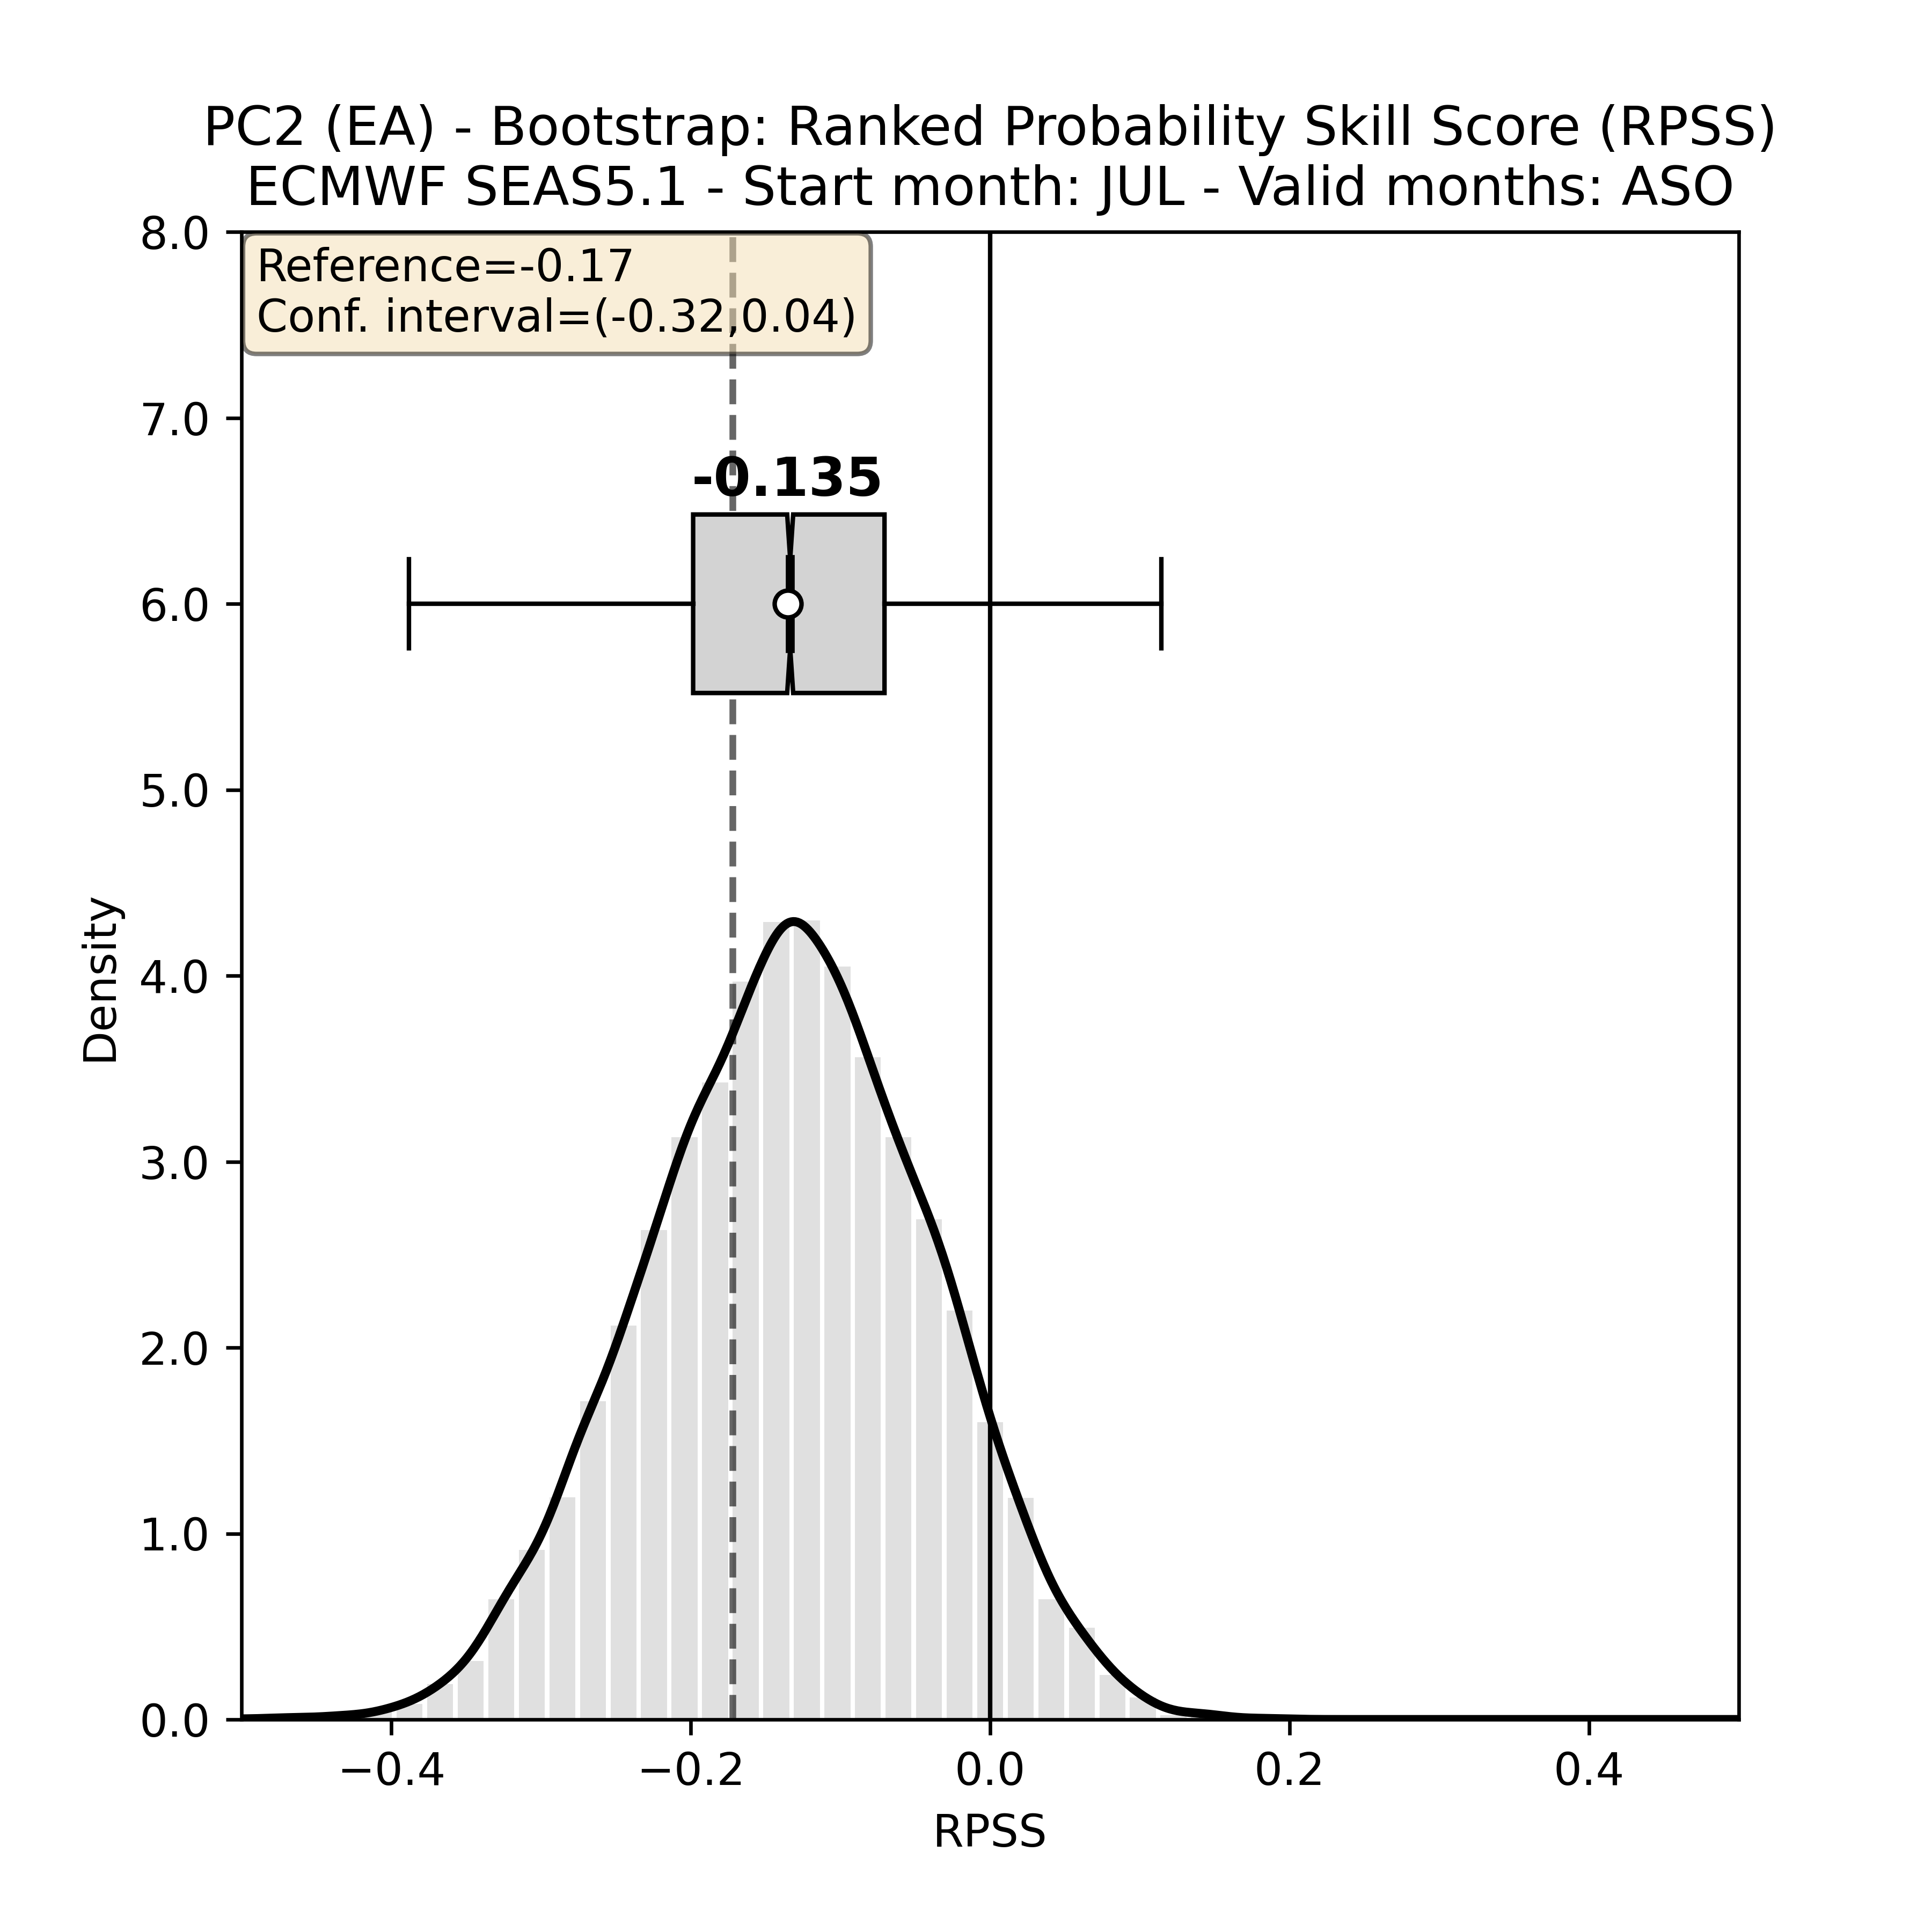 PC2 (EA) - Bootstrap: Ranked Probability Skill Score (RPSS)
ECMWF SEAS5.1 - Start month: JUL - Valid months: ASO
Reference=-0.17
Conf. interval=(-0.32,0.04)
-0.135
8.0
7.0
6.0
5.0
4.0
3.0
2.0
1.0
0.0
Density
−0.4
−0.2
0.0
0.2
0.4
RPSS